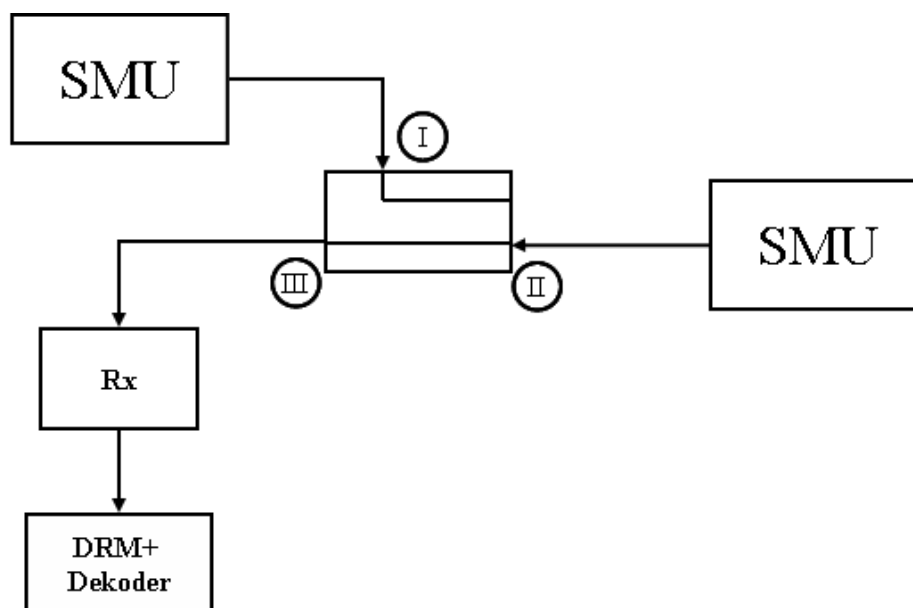 SMU
I
SMU
III
II
Rx
DRM+
Dekoder